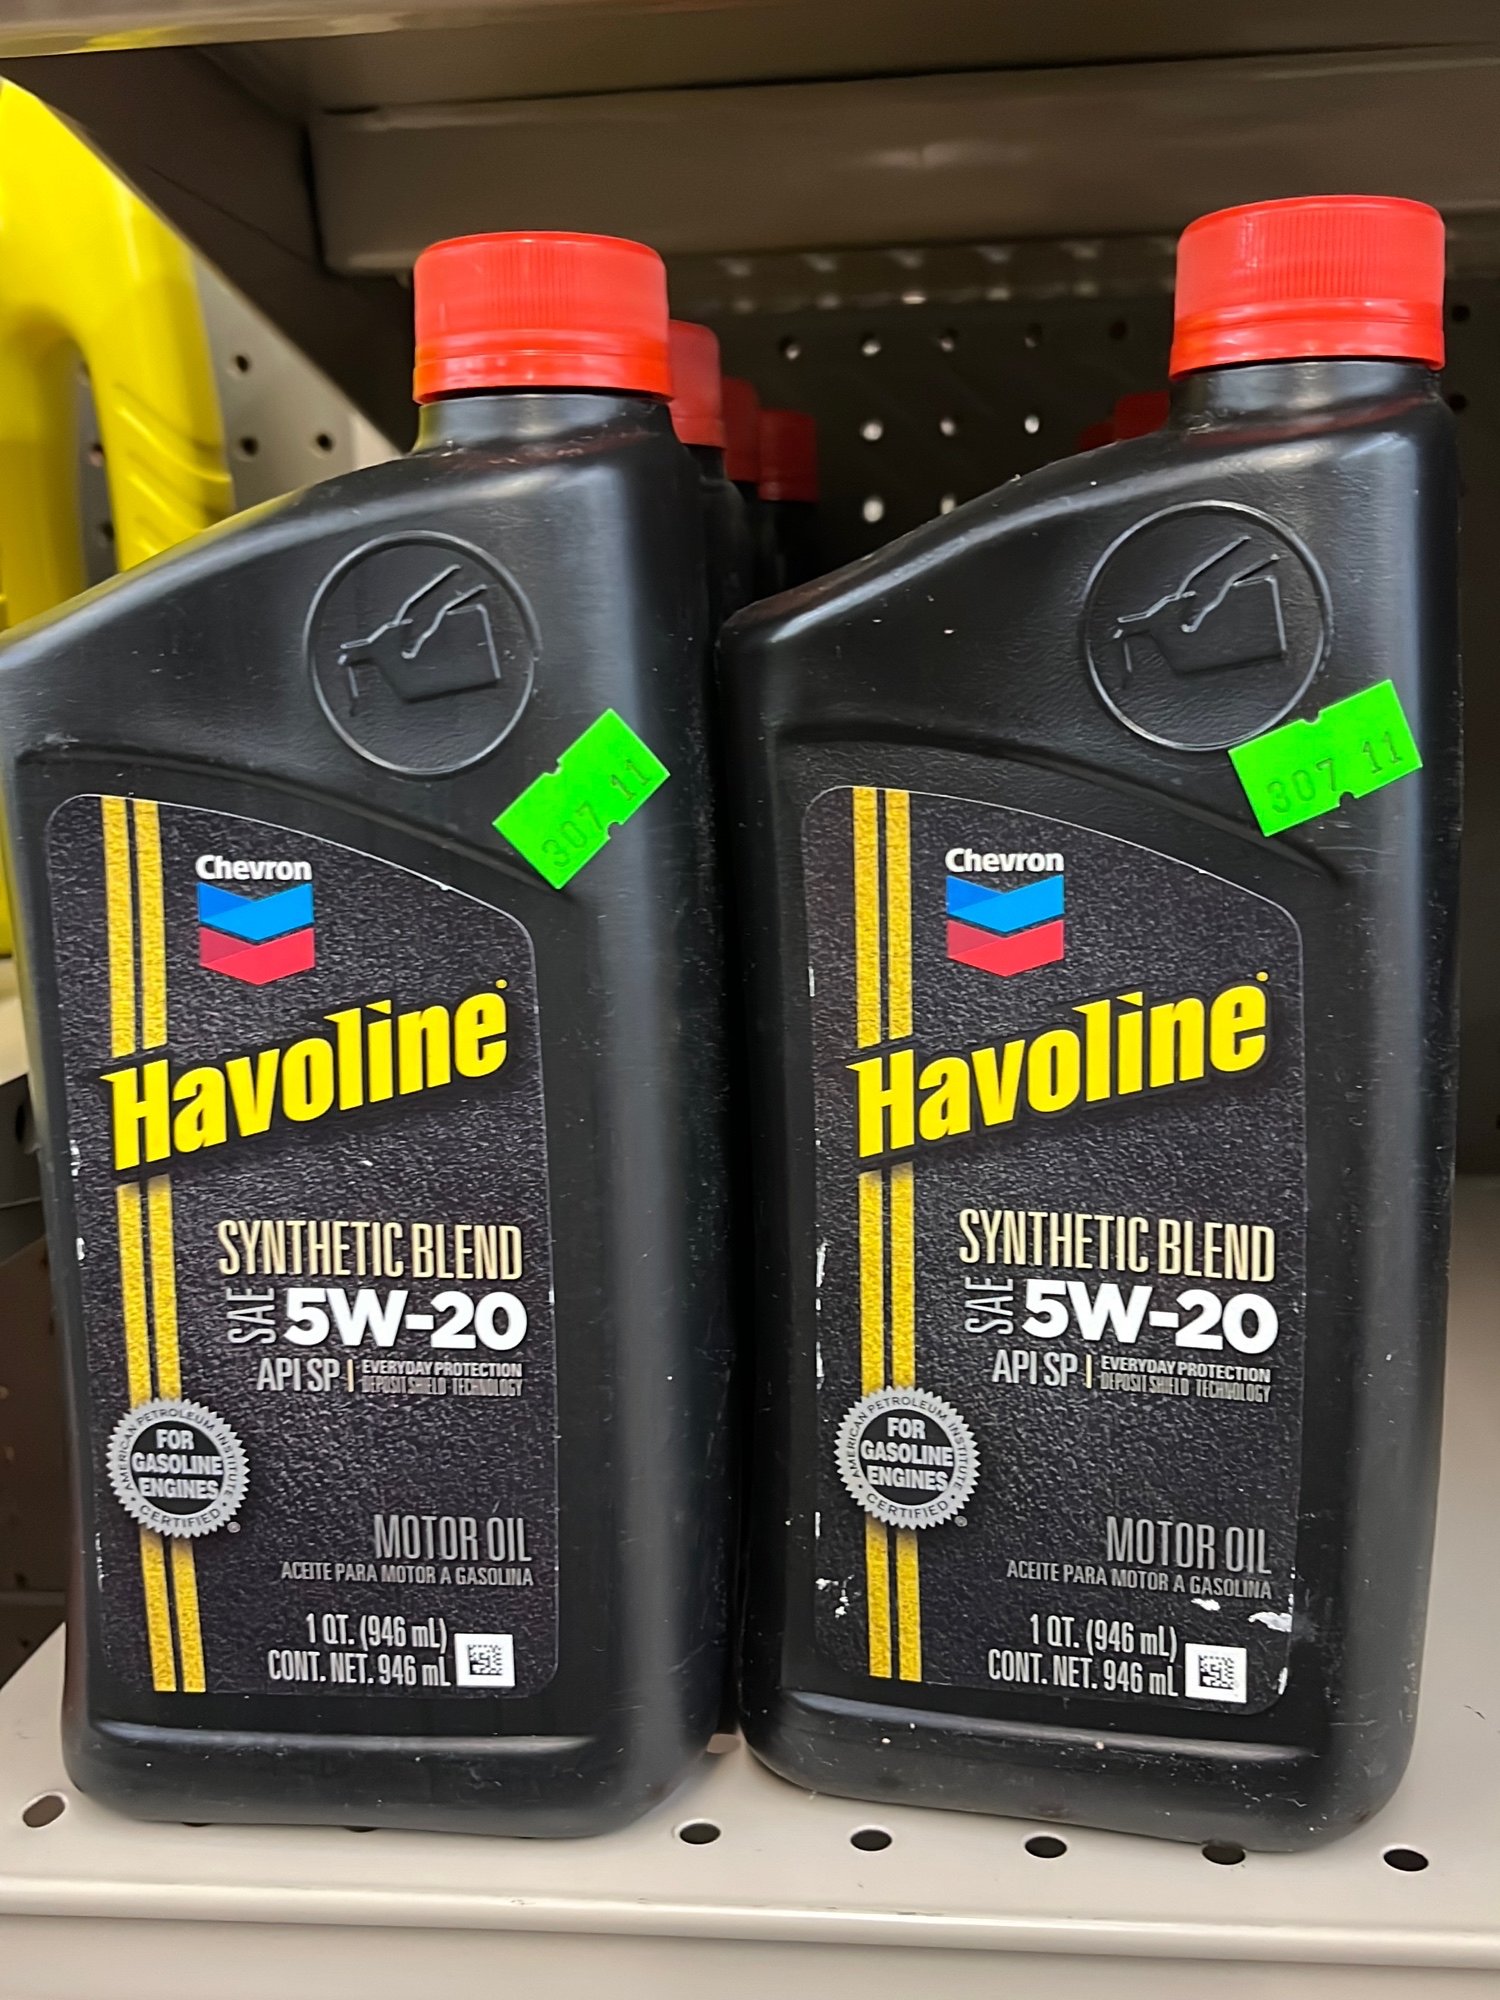 307 11
Chevron
Havoline
SYNTHETIC BLEND
SAE 5W-20
API SP | EVERYDAY PROTECTION
DEPOSIT SHIELD TECHNOLOGY
AMERICAN PETROLEUM INSTITUTE
FOR
GASOLINE
ENGINES
CERTIFIED
MOTOR OIL
ACEITE PARA MOTOR A GASOLINA
1 QT. (946 mL)
CONT. NET. 946 mL
307 11
Chevron
Havoline
SYNTHETIC BLEND
SAE 5W-20
API SP | EVERYDAY PROTECTION
DEPOSIT SHIELD TECHNOLOGY
AMERICAN PETROLEUM INSTITUTE
FOR
GASOLINE
ENGINES
CERTIFIED
MOTOR OIL
ACEITE PARA MOTOR A GASOLINA
1 QT. (946 mL)
CONT. NET. 946 mL